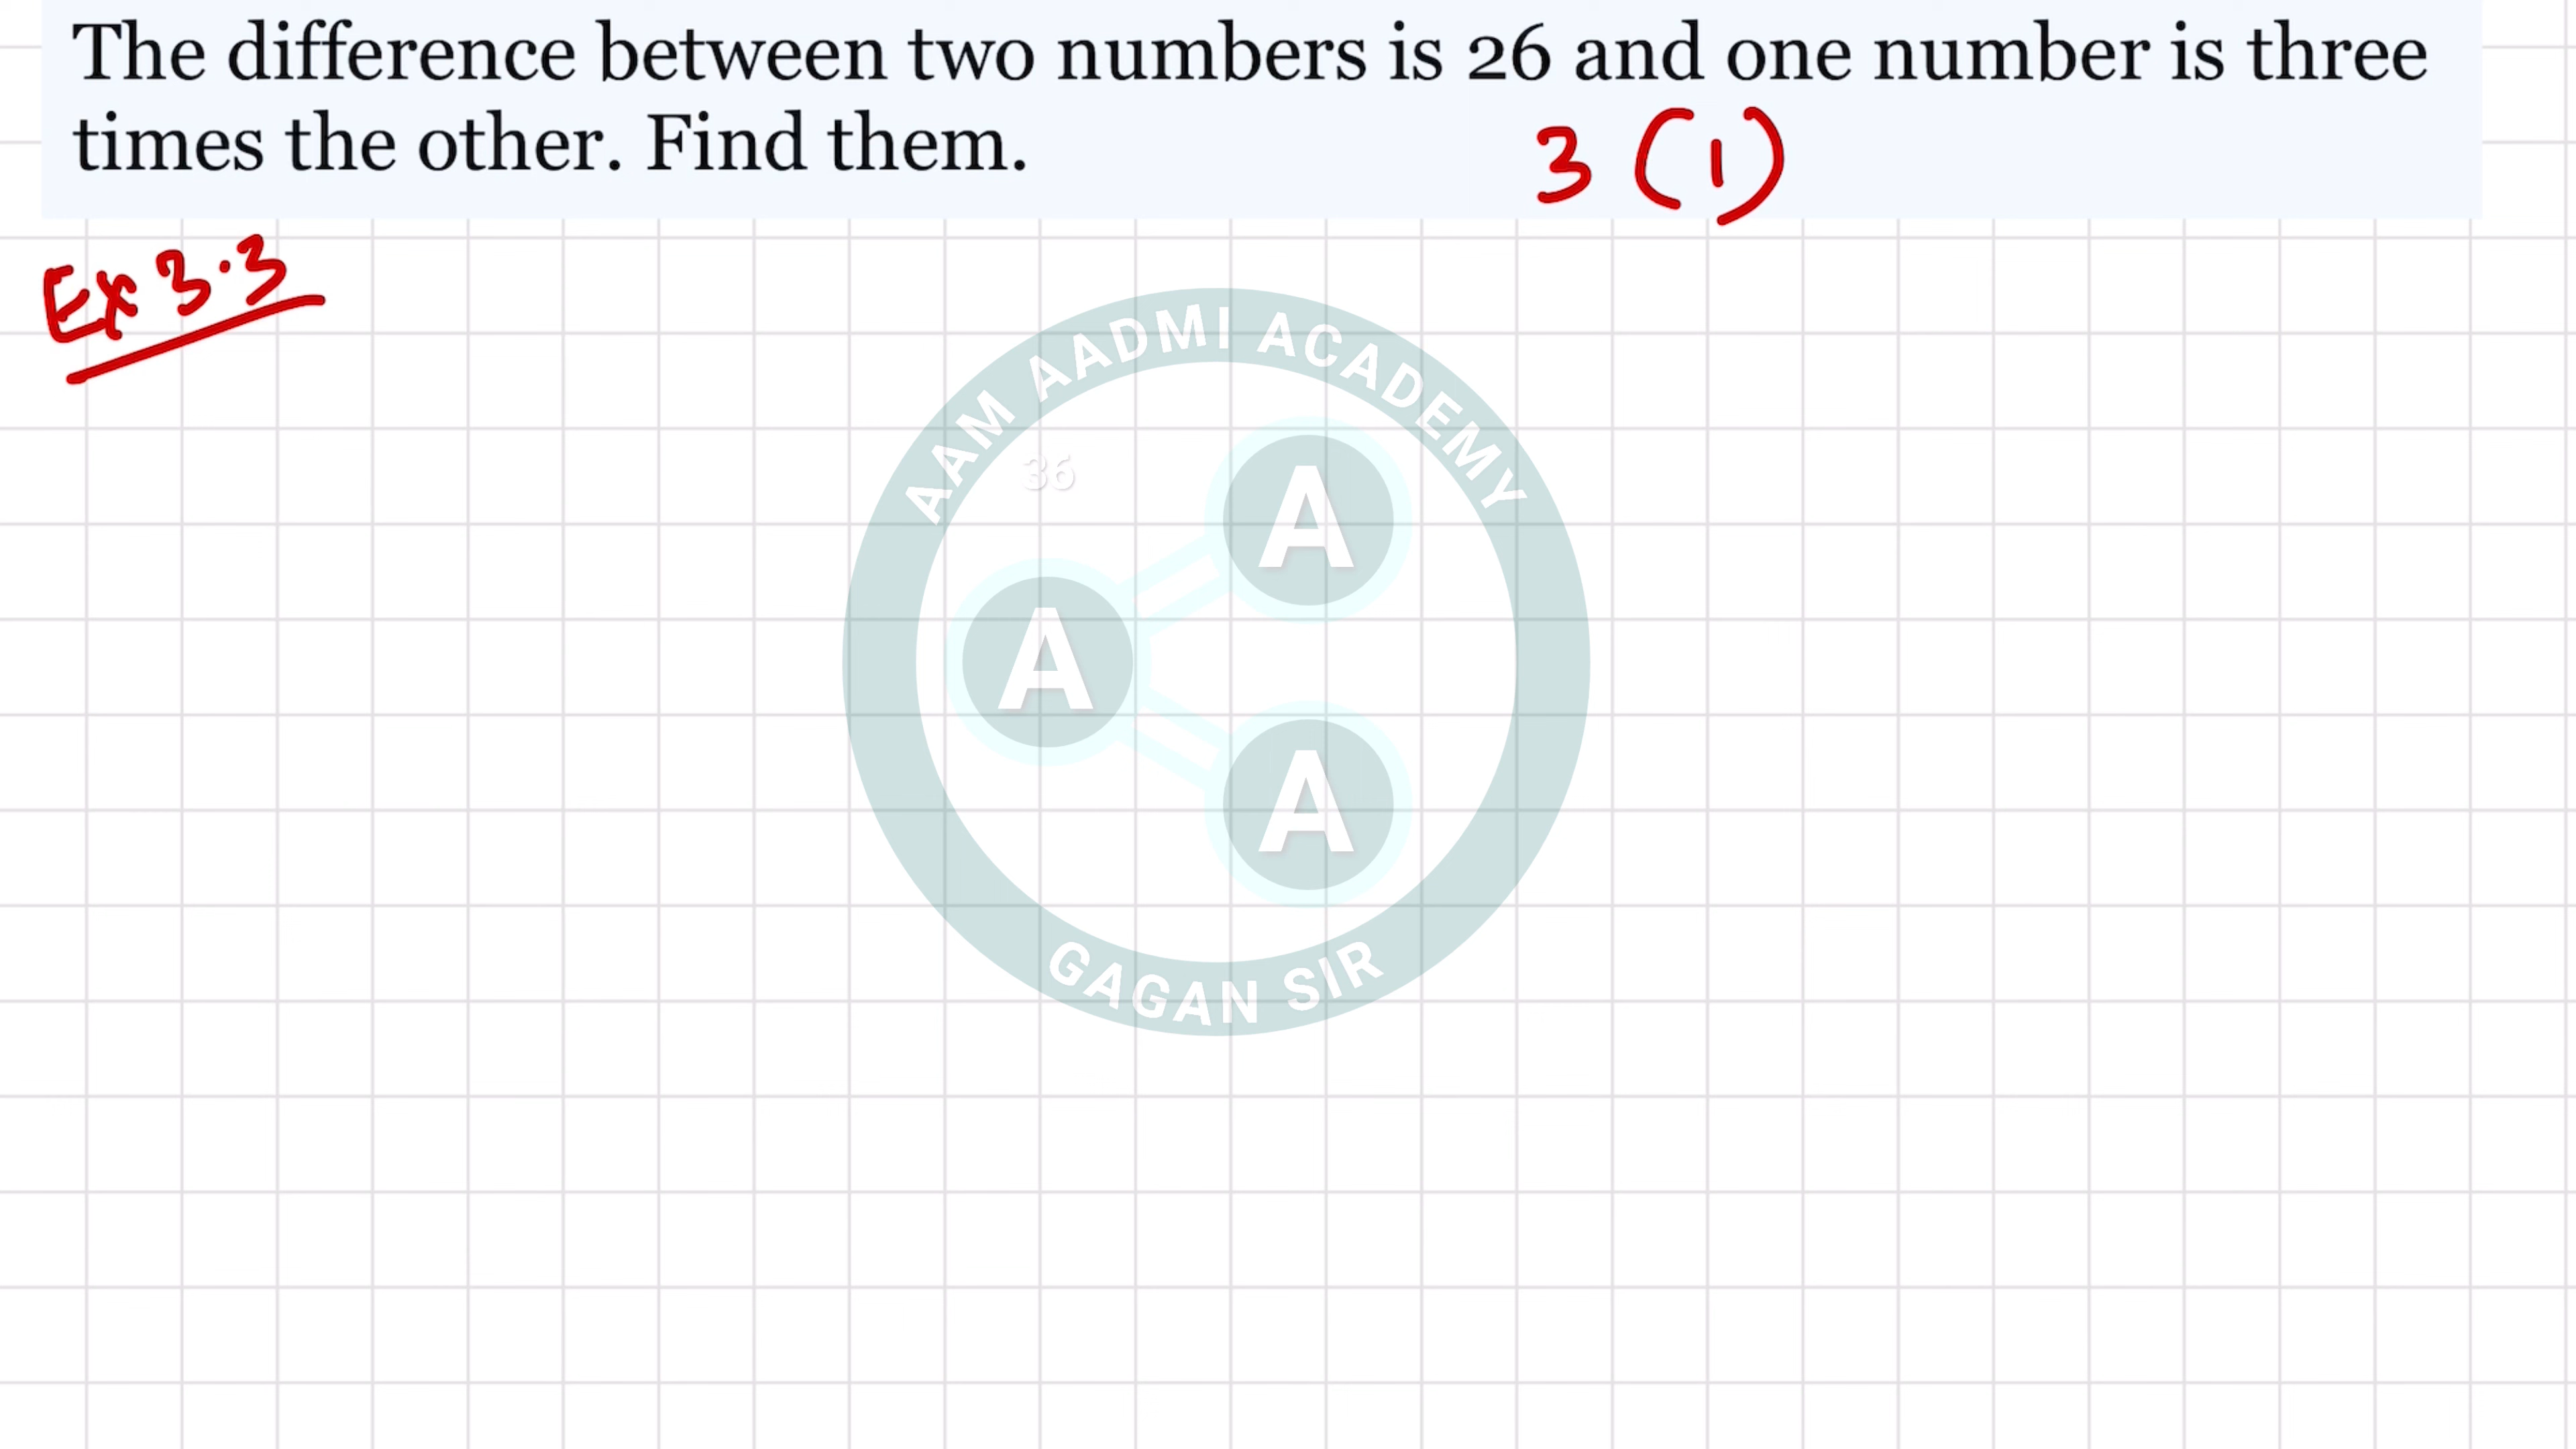 The difference between two numbers is 26 and one number is three
times the other. Find them.
3 (1)
Ex 3.3
AAM AADMI ACADEMY
36
A
A
A
GAGAN SIR